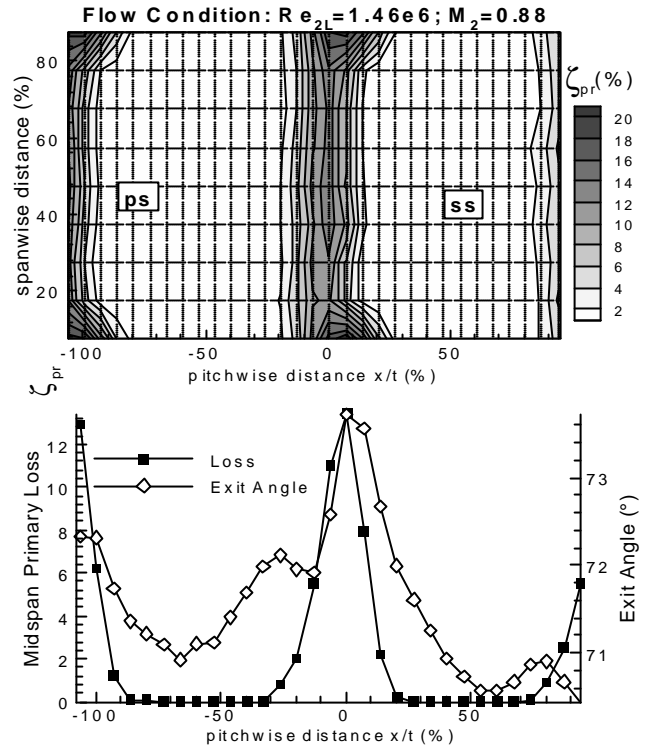 Flow Condition: Re2L=1.46e6; M2=0.88
ζpr(%)
80
60
40
20
spanwise distance (%)
ps
ss
20
18
16
14
12
10
8
6
4
2
-100
-50
0
50
pitchwise distance x/t (%)
ζpr
Midspan Primary Loss
12
10
8
6
4
2
0
Loss
Exit Angle
73
72
71
Exit Angle (°)
-100
-50
0
50
pitchwise distance x/t (%)